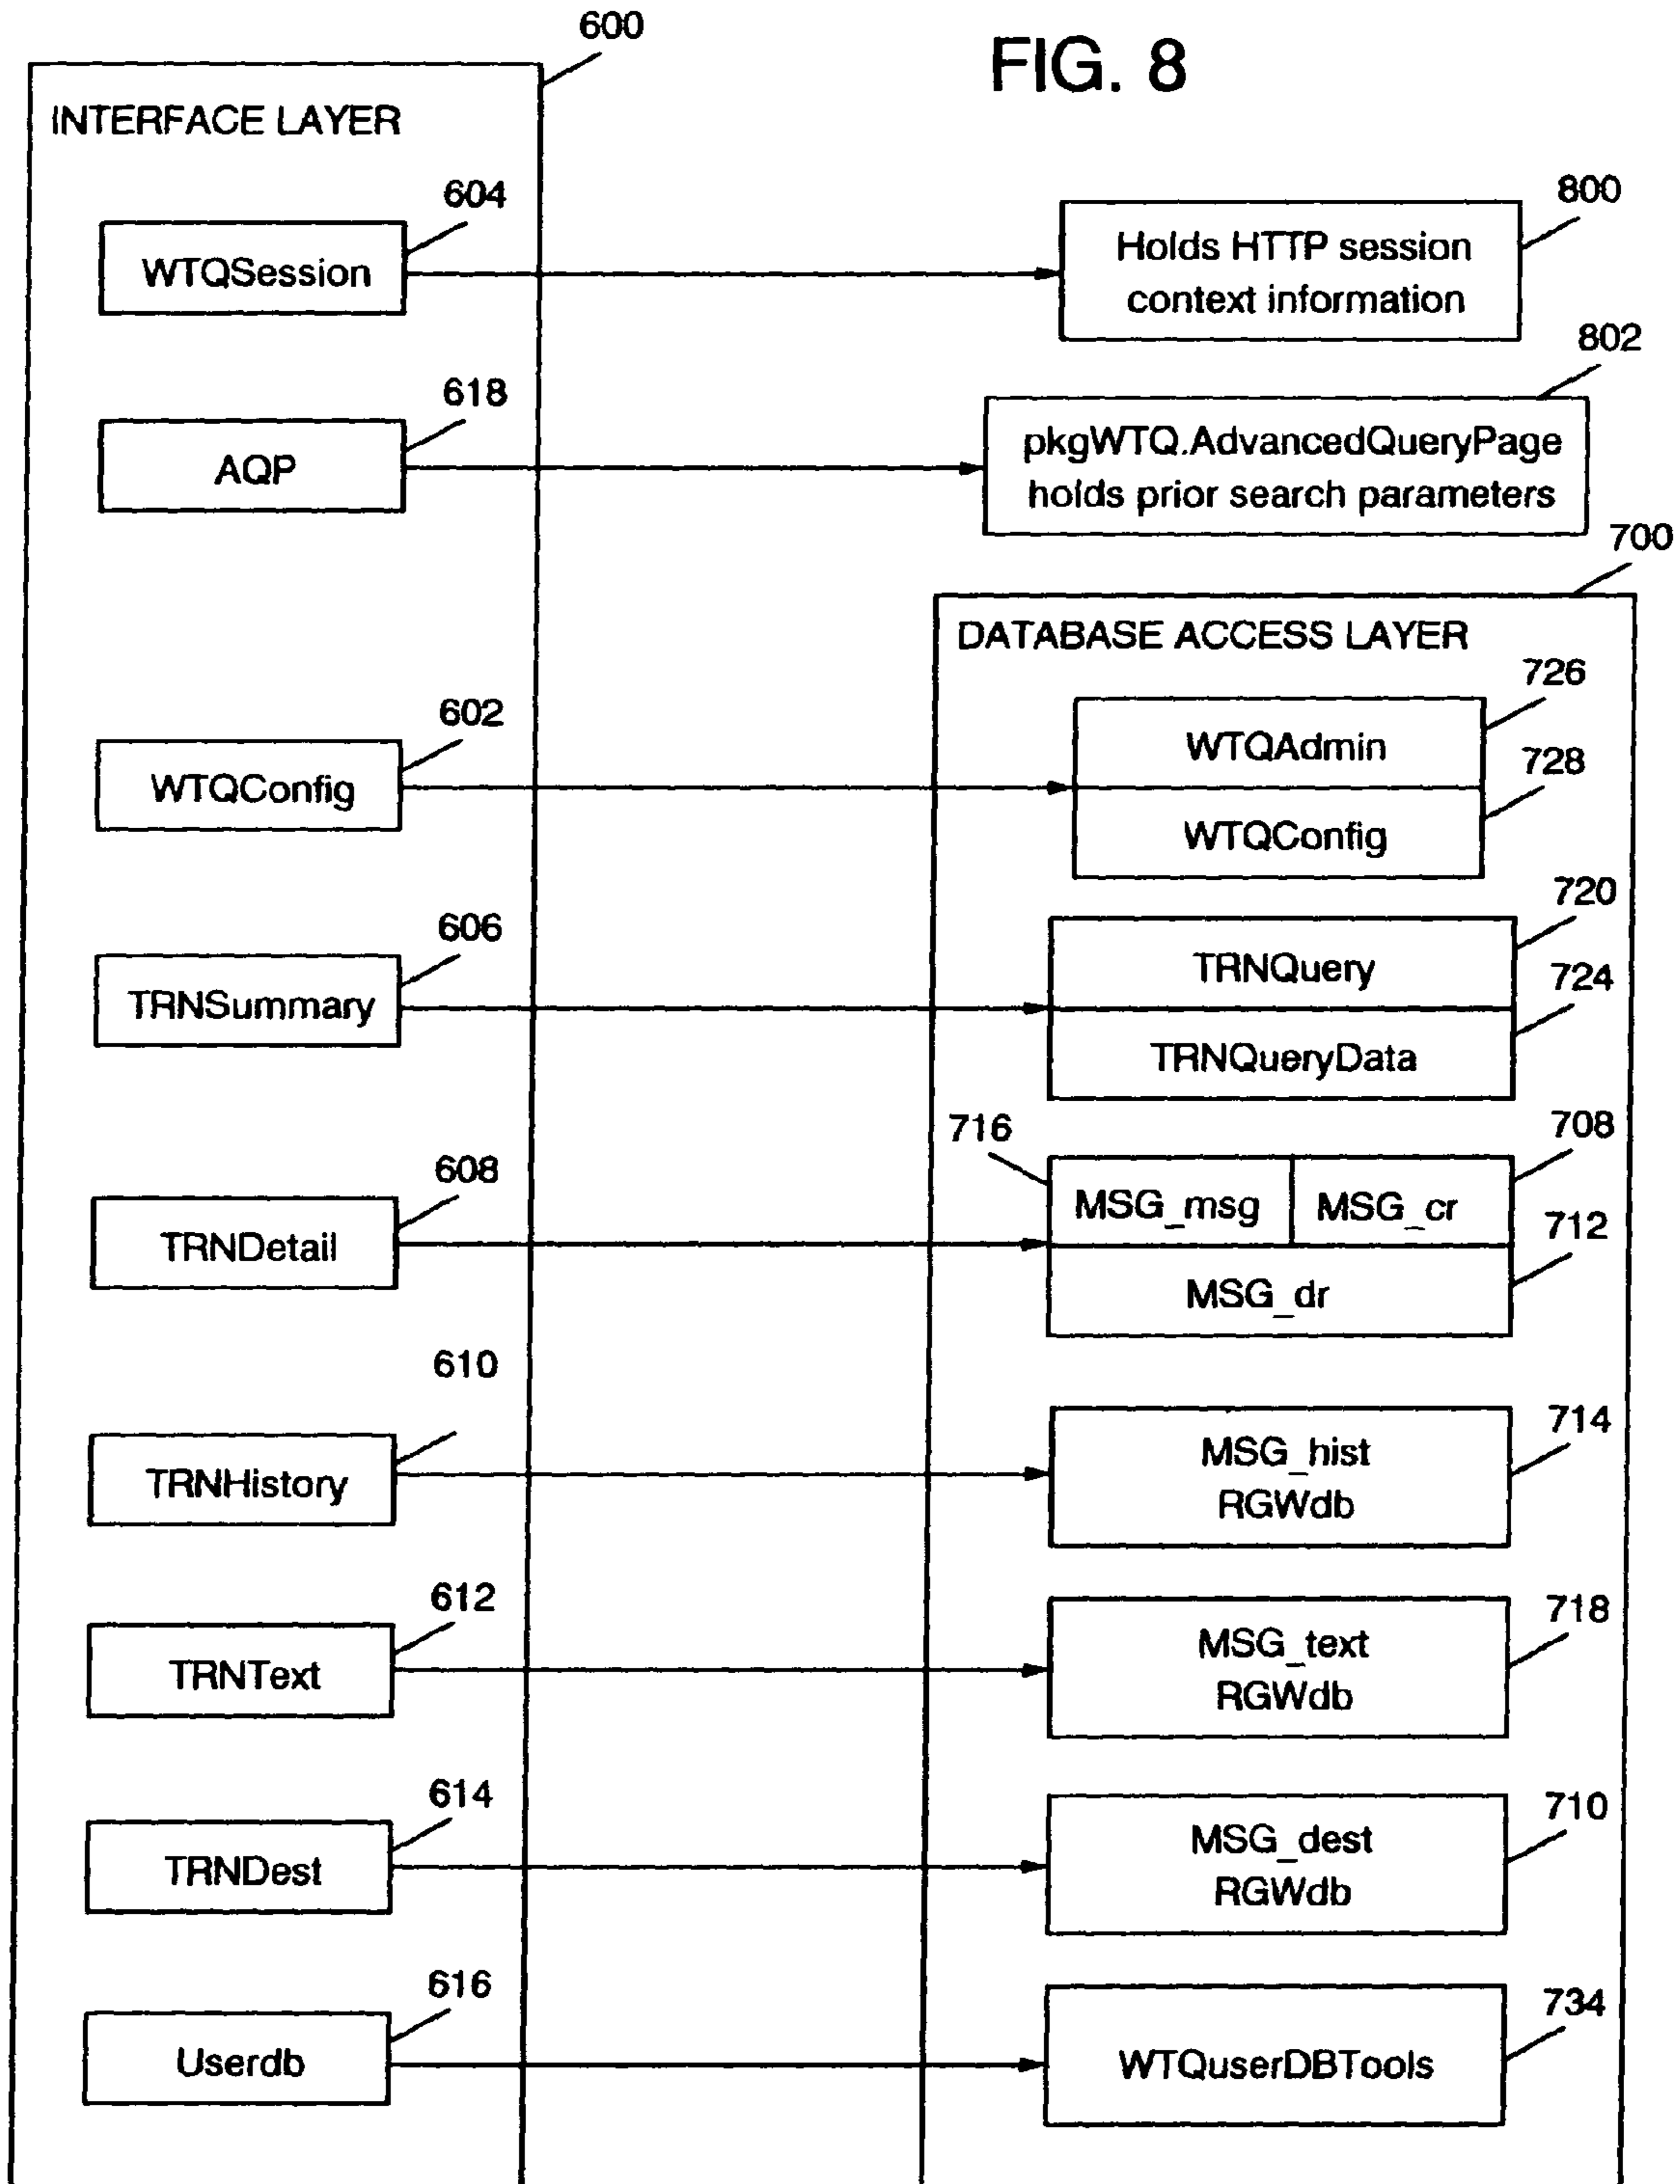 600
FIG. 8
INTERFACE LAYER
604
WTQSession
800
Holds HTTP session
context information
618
AQP
802
pkgWTQ.AdvancedQueryPage
holds prior search parameters
700
DATABASE ACCESS LAYER
602
WTQConfig
726
WTQAdmin
728
WTQConfig
606
TRNSummary
720
TRNQuery
724
TRNQueryData
608
TRNDetail
716
MSG_msg
708
MSG_cr
712
MSG_dr
610
TRNHistory
714
MSG_hist
RGWdb
612
TRNText
718
MSG_text
RGWdb
614
TRNDest
710
MSG_dest
RGWdb
616
Userdb
734
WTQuserDBTools